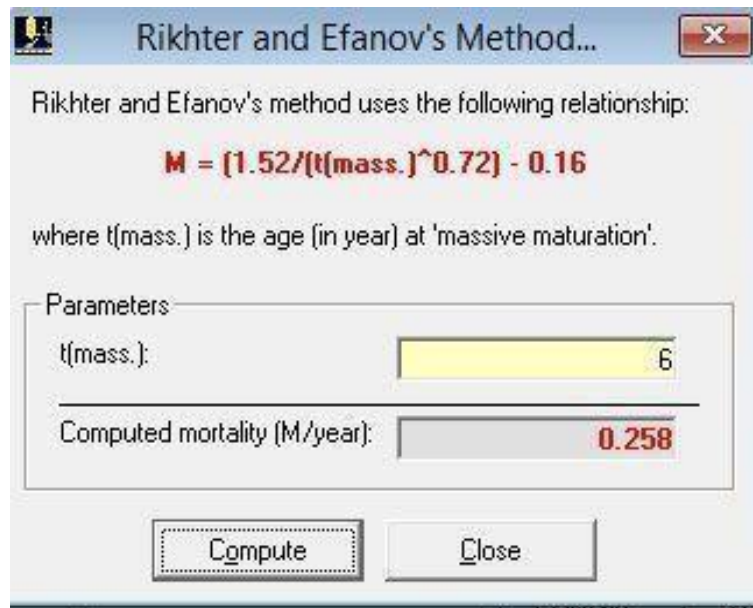 Rikhter and Efanov's Method...
Rikhter and Efanov's method uses the following relationship:
M = (1.52/(t(mass.)^0.72) - 0.16
where t(mass.) is the age (in year) at 'massive maturation'.
Parameters
t(mass.): 6
Computed mortality (M/year): 0.258
Compute Close